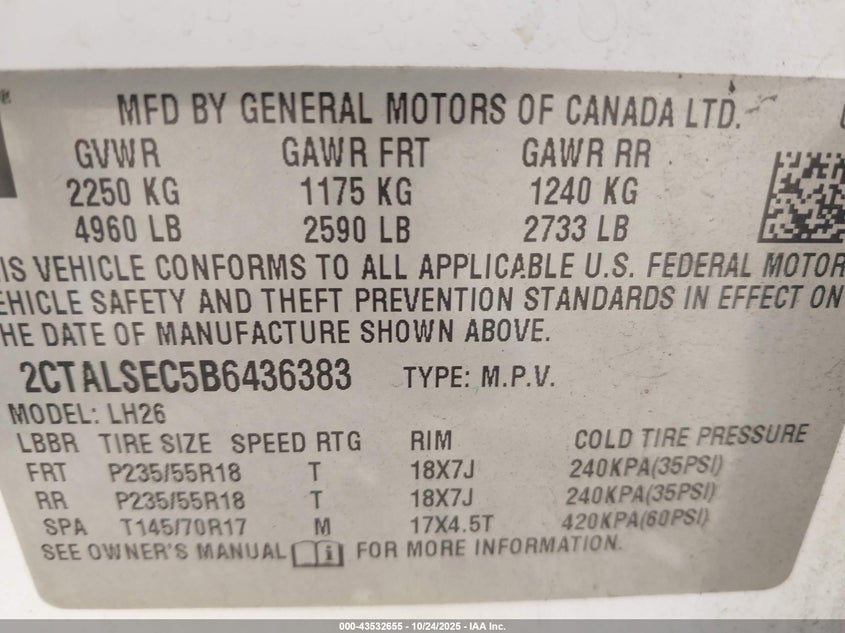 MFD BY GENERAL MOTORS OF CANADA LTD.
GVWR GAWR FRT GAWR RR
2250 KG 1175 KG 1240 KG
4960 LB 2590 LB 2733 LB
IS VEHICLE CONFORMS TO ALL APPLICABLE U.S. FEDERAL MOTOR
EHICLE SAFETY AND THEFT PREVENTION STANDARDS IN EFFECT ON
HE DATE OF MANUFACTURE SHOWN ABOVE.
2CTALSEC5B6436383 TYPE: M.P.V.
MODEL: LH26
LBBR TIRE SIZE SPEED RTG RIM COLD TIRE PRESSURE
FRT P235/55R18 T 18X7J 240KPA(35PSI)
RR P235/55R18 T 18X7J 240KPA(35PSI)
SPA T145/70R17 M 17X4.5T 420KPA(60PSI)
SEE OWNER'S MANUAL FOR MORE INFORMATION.
000-43532655 - 10/24/2025 - IAA Inc.